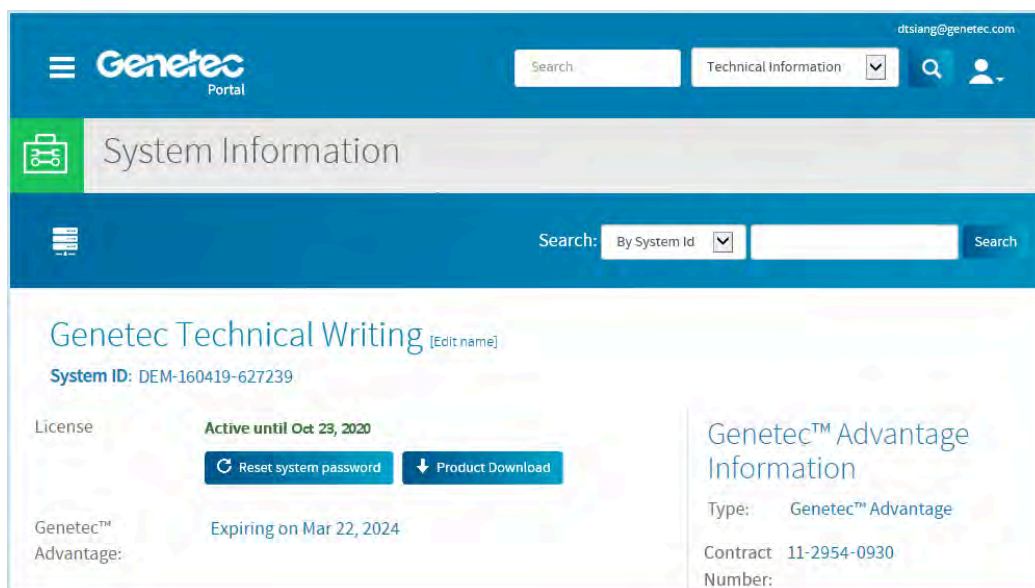 dtsiang@genetec.com
Genetec
Portal
Search
Technical Information
System Information
Search: By System Id Search
Genetec Technical Writing [Edit name]
System ID: DEM-160419-627239
License Active until Oct 23, 2020
Reset system password Product Download
Genetec™ Advantage: Expiring on Mar 22, 2024
Genetec™ Advantage
Information
Type: Genetec™ Advantage
Contract Number: 11-2954-0930